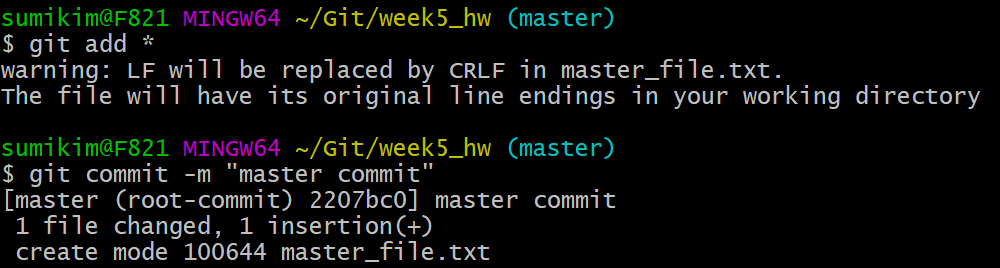 sumikim@F821 MINGW64 ~/Git/week5_hw (master)
$ git add *
warning: LF will be replaced by CRLF in master_file.txt.
The file will have its original line endings in your working directory
sumikim@F821 MINGW64 ~/Git/week5_hw (master)
$ git commit -m "master commit"
[master (root-commit) 2207bc0] master commit
 1 file changed, 1 insertion(+)
 create mode 100644 master_file.txt